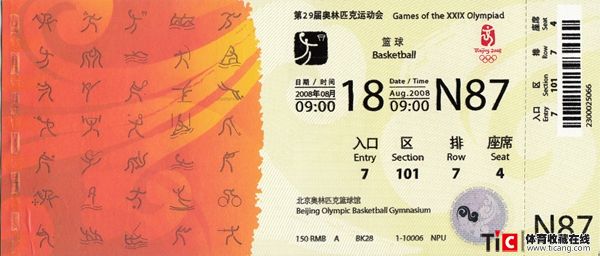 第29届奥林匹克运动会 Games of the XXIX Olympiad
篮球
Basketball
Beijing 2008
日期 / 时间
2008年08月
09:00
18
Date / Time
Aug.2008
09:00
N87
入口 区 排 座席
Entry Section Row Seat
7 101 7 4
北京奥林匹克篮球馆
Beijing Olympic Basketball Gymnasium
150 RMB A BK28 1-10006 NPU
座席 Seat 4
排 Row 7
区 Section 101
入口 Entry 7
2300025066
N87
TIC 体育收藏在线
www.ticang.com